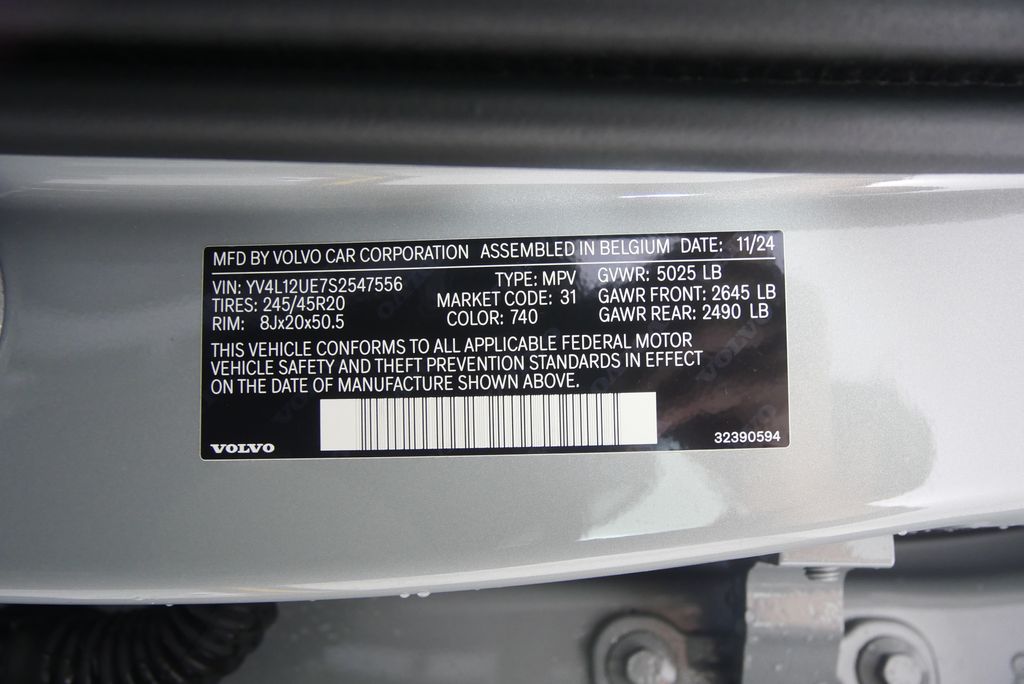 MFD BY VOLVO CAR CORPORATION ASSEMBLED IN BELGIUM DATE: 11/24
VIN: YV4L12UE7S2547556 TYPE: MPV GVWR: 5025 LB
TIRES: 245/45R20 MARKET CODE: 31 GAWR FRONT: 2645 LB
RIM: 8Jx20x50.5 COLOR: 740 GAWR REAR: 2490 LB
THIS VEHICLE CONFORMS TO ALL APPLICABLE FEDERAL MOTOR
VEHICLE SAFETY AND THEFT PREVENTION STANDARDS IN EFFECT
ON THE DATE OF MANUFACTURE SHOWN ABOVE.
VOLVO 32390594